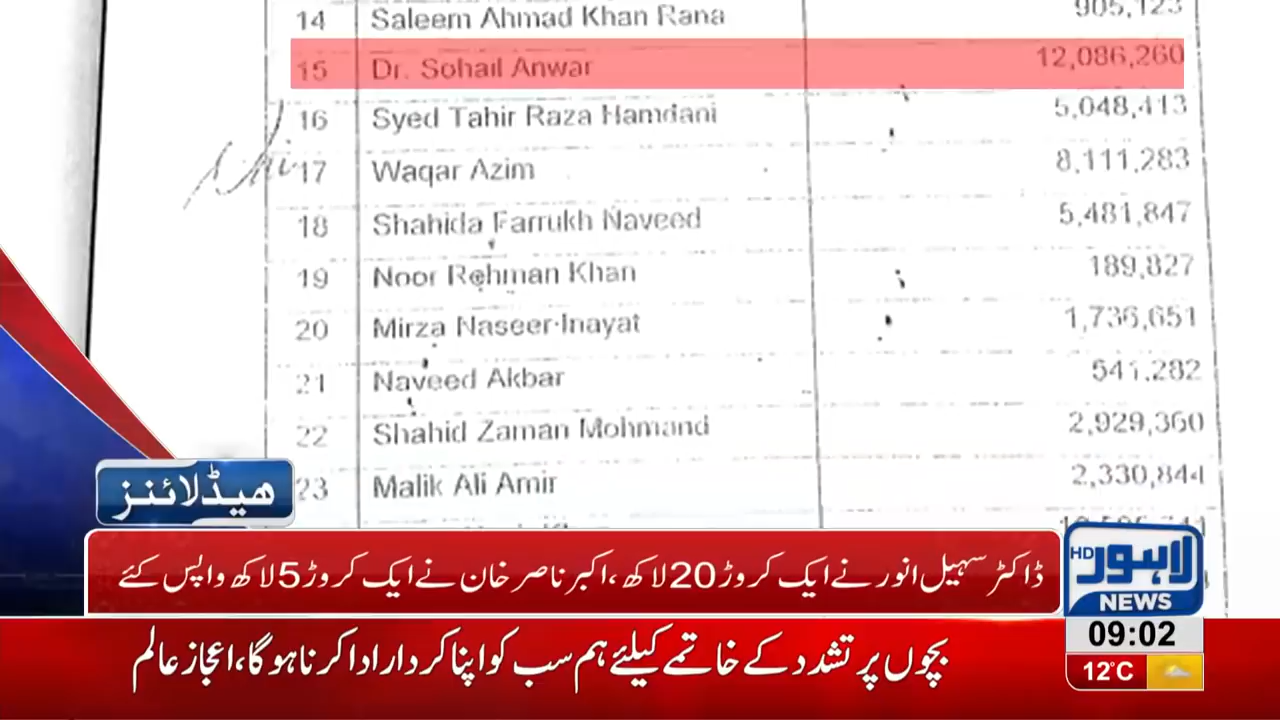 14 Saleem Ahmad Khan Rana 905,123
15 Dr. Sohail Anwar 12,086,260
16 Syed Tahir Raza Hamdani 5,048,413
17 Waqar Azim 8,111,283
18 Shahida Farrukh Naveed 5,481,847
19 Noor Rehman Khan 189,827
20 Mirza Naseer Inayat 1,736,651
21 Naveed Akbar 541,282
22 Shahid Zaman Mohmand 2,929,360
23 Malik Ali Amir 2,330,844
ہیڈلائنز
ڈاکٹر سہیل انور نے ایک کروڑ 20 لاکھ، اکبر ناصر خان نے ایک کروڑ 5 لاکھ واپس کئے
لاہور HD
NEWS
09:02
بچوں پر تشدد کے خاتمے کیلئے ہم سب کو اپنا کردار ادا کرنا ہوگا، اعجاز عالم
12°C